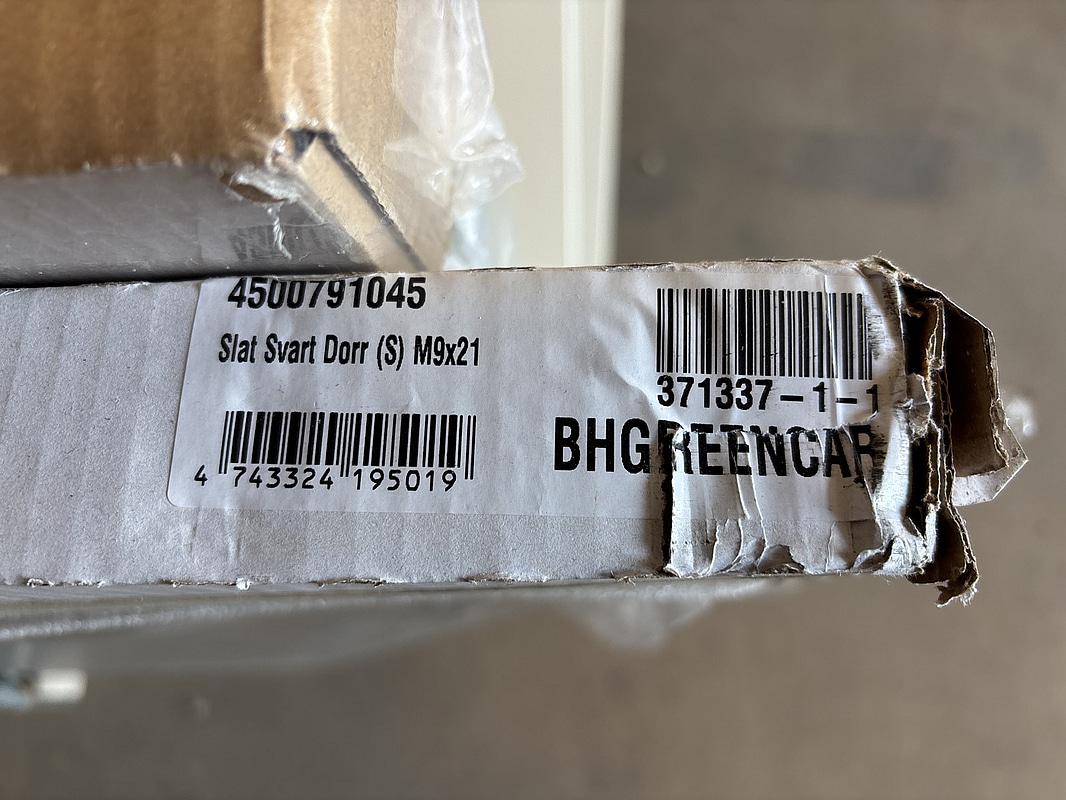 4500791045
Slat Svart Dorr (S) M9x21
4 743324 195019
371337-1-1
BHGREENCAR